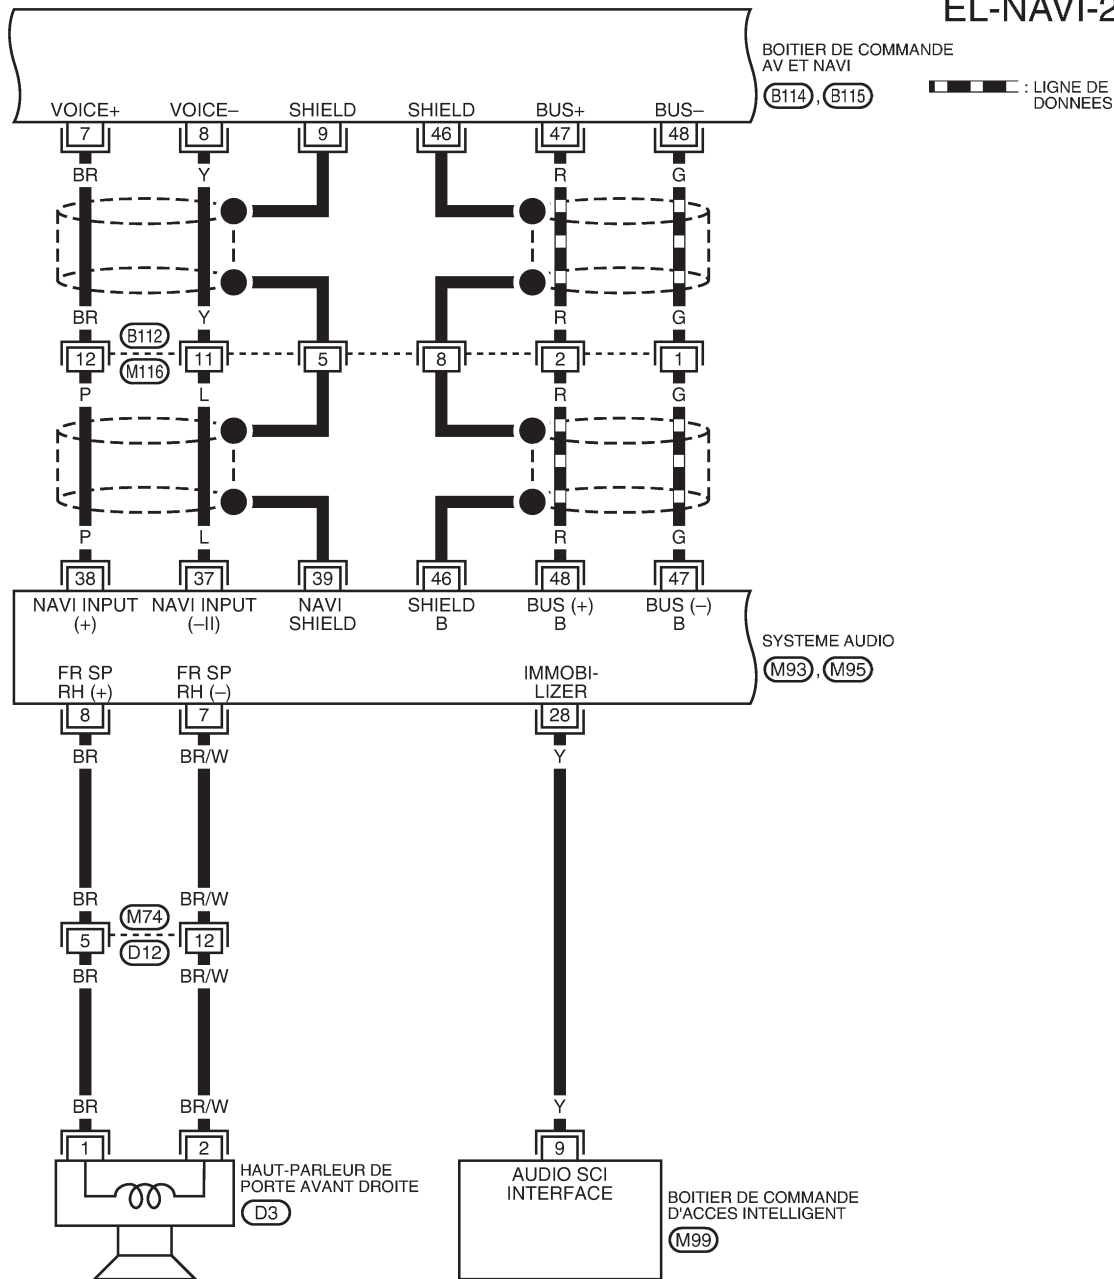 EL-NAVI-2
BOITIER DE COMMANDE
AV ET NAVI
B114, B115
: LIGNE DE
DONNEES
VOICE+ VOICE– SHIELD SHIELD BUS+ BUS–
7 8 9 46 47 48
BR Y R G
BR Y R G
B112
12 11 5 8 2 1
M116
P L R G
P L R G
38 37 39 46 48 47
NAVI INPUT NAVI INPUT NAVI SHIELD BUS (+) BUS (–)
(+) (–II) SHIELD B B B
SYSTEME AUDIO
M93, M95
FR SP FR SP IMMOBI-
RH (+) RH (–) LIZER
8 7 28
BR BR/W Y
BR BR/W
M74
5 12
D12
BR BR/W
BR BR/W Y
1 2 9
HAUT-PARLEUR DE
PORTE AVANT DROITE
D3
AUDIO SCI
INTERFACE
BOITIER DE COMMANDE
D'ACCES INTELLIGENT
M99